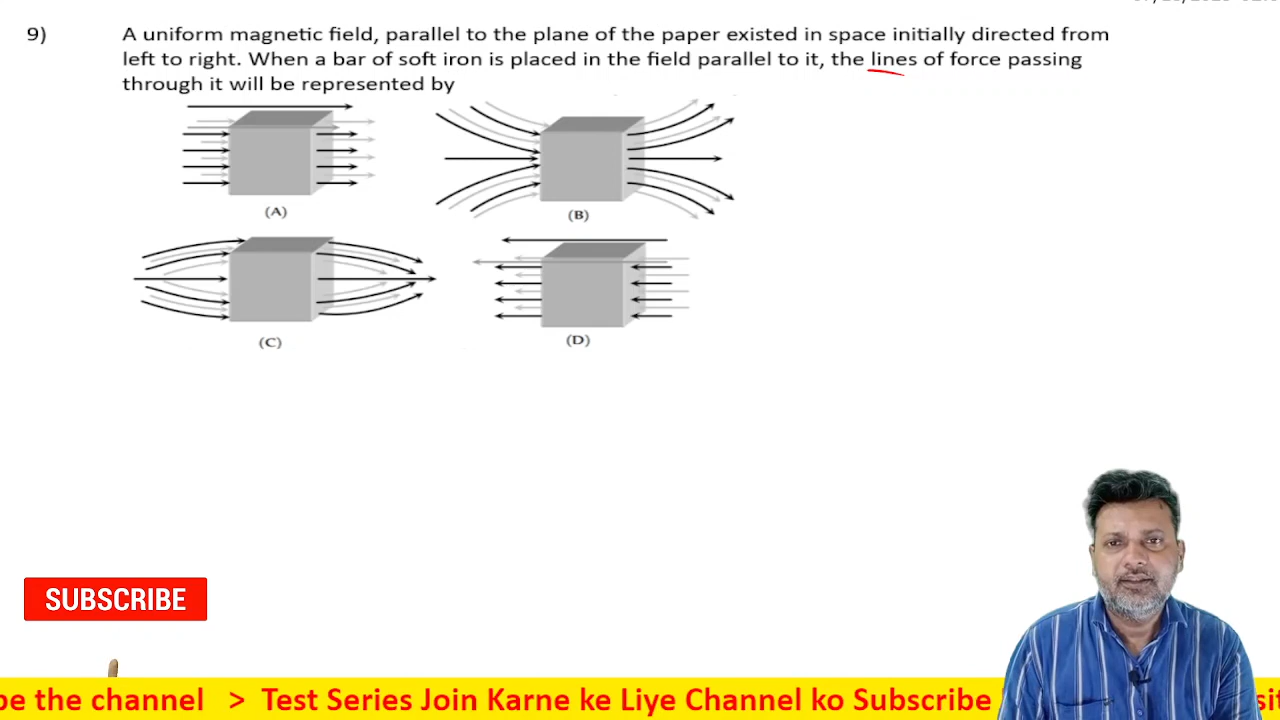 9) A uniform magnetic field, parallel to the plane of the paper existed in space initially directed from
left to right. When a bar of soft iron is placed in the field parallel to it, the lines of force passing
through it will be represented by
(A)
(B)
(C)
(D)
SUBSCRIBE
be the channel > Test Series Join Karne ke Liye Channel ko Subscribe